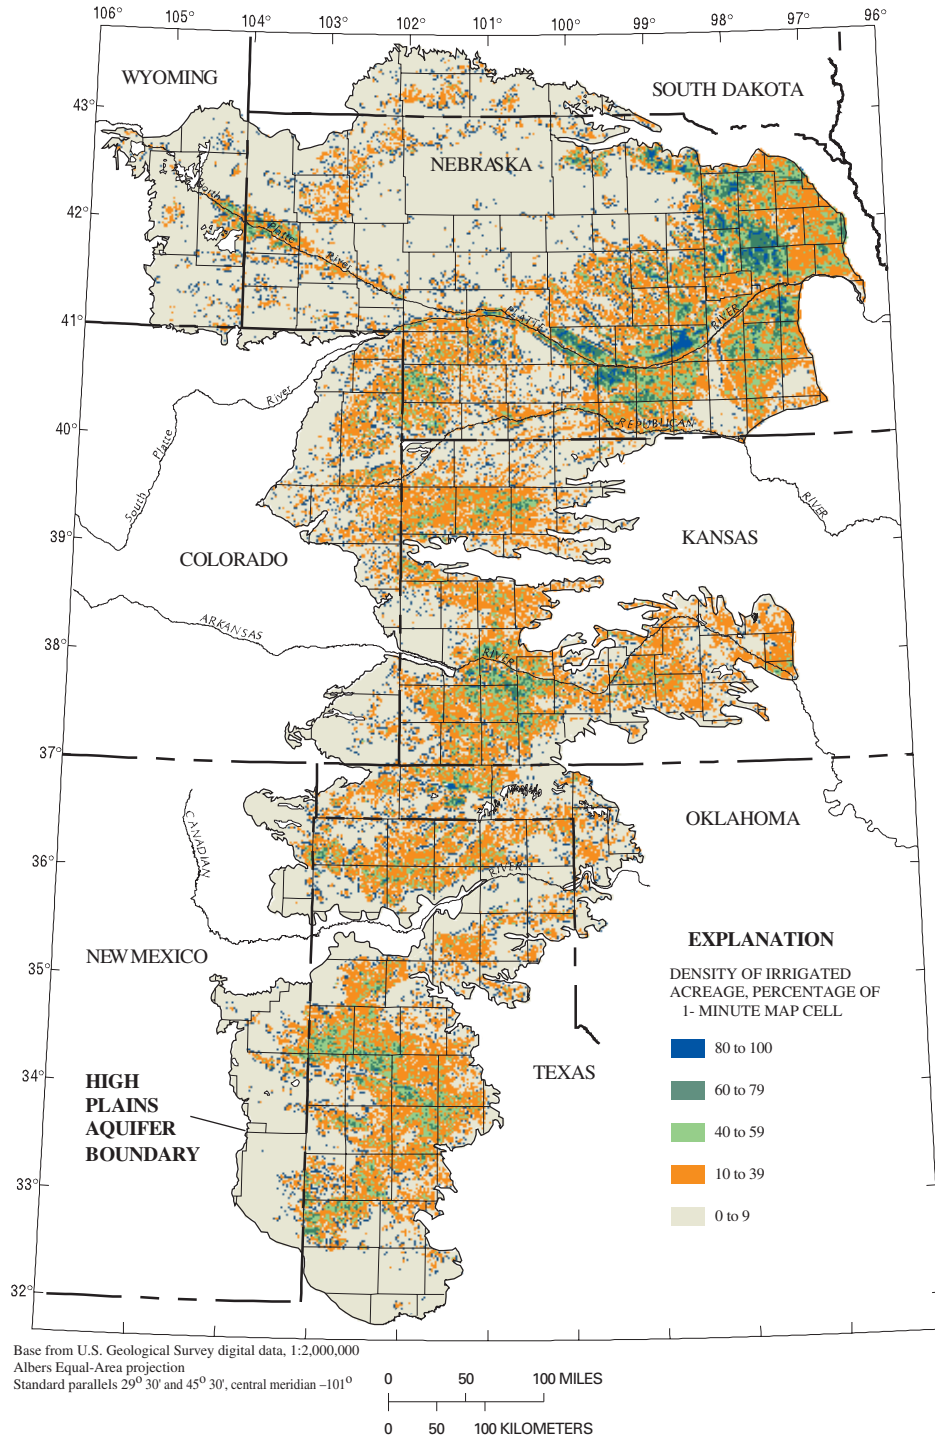 106° 105° 104° 103° 102° 101° 100° 99° 98° 97° 96°
WYOMING
SOUTH DAKOTA
43°
NEBRASKA
North
42°
Platte
River
PLATTE
RIVER
41°
River
REPUBLICAN
40°
Platte
South
RIVER
39°
KANSAS
COLORADO
ARKANSAS
38°
RIVER
37°
OKLAHOMA
CANADIAN
36°
RIVER
NEW MEXICO
35°
EXPLANATION
DENSITY OF IRRIGATED
ACREAGE, PERCENTAGE OF
1- MINUTE MAP CELL
80 to 100
60 to 79
40 to 59
10 to 39
0 to 9
TEXAS
34°
HIGH
PLAINS
AQUIFER
BOUNDARY
33°
32°
Base from U.S. Geological Survey digital data, 1:2,000,000
Albers Equal-Area projection
Standard parallels 29° 30' and 45° 30', central meridian –101°
0 50 100 MILES
0 50 100 KILOMETERS